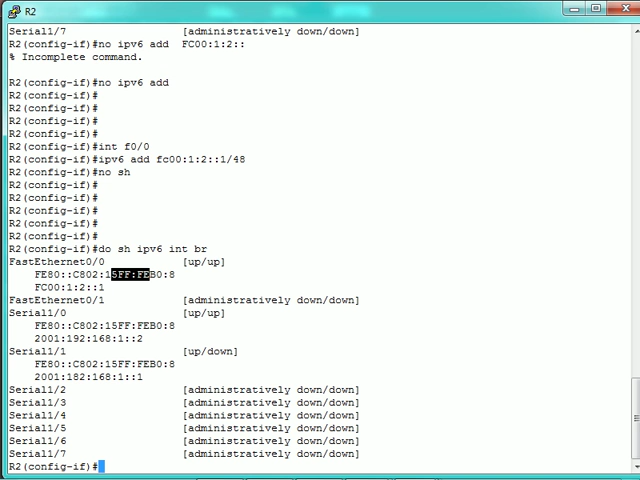 R2
Serial1/7                  [administratively down/down]
R2(config-if)#no ipv6 add  FC00:1:2::
% Incomplete command.
R2(config-if)#no ipv6 add
R2(config-if)#
R2(config-if)#
R2(config-if)#
R2(config-if)#
R2(config-if)#int f0/0
R2(config-if)#ipv6 add fc00:1:2::1/48
R2(config-if)#no sh
R2(config-if)#
R2(config-if)#
R2(config-if)#
R2(config-if)#
R2(config-if)#
R2(config-if)#do sh ipv6 int br
FastEthernet0/0            [up/up]
    FE80::C802:15FF:FEB0:8
    FC00:1:2::1
FastEthernet0/1            [administratively down/down]
Serial1/0                  [up/up]
    FE80::C802:15FF:FEB0:8
    2001:192:168:1::2
Serial1/1                  [up/down]
    FE80::C802:15FF:FEB0:8
    2001:182:168:1::1
Serial1/2                  [administratively down/down]
Serial1/3                  [administratively down/down]
Serial1/4                  [administratively down/down]
Serial1/5                  [administratively down/down]
Serial1/6                  [administratively down/down]
Serial1/7                  [administratively down/down]
R2(config-if)#